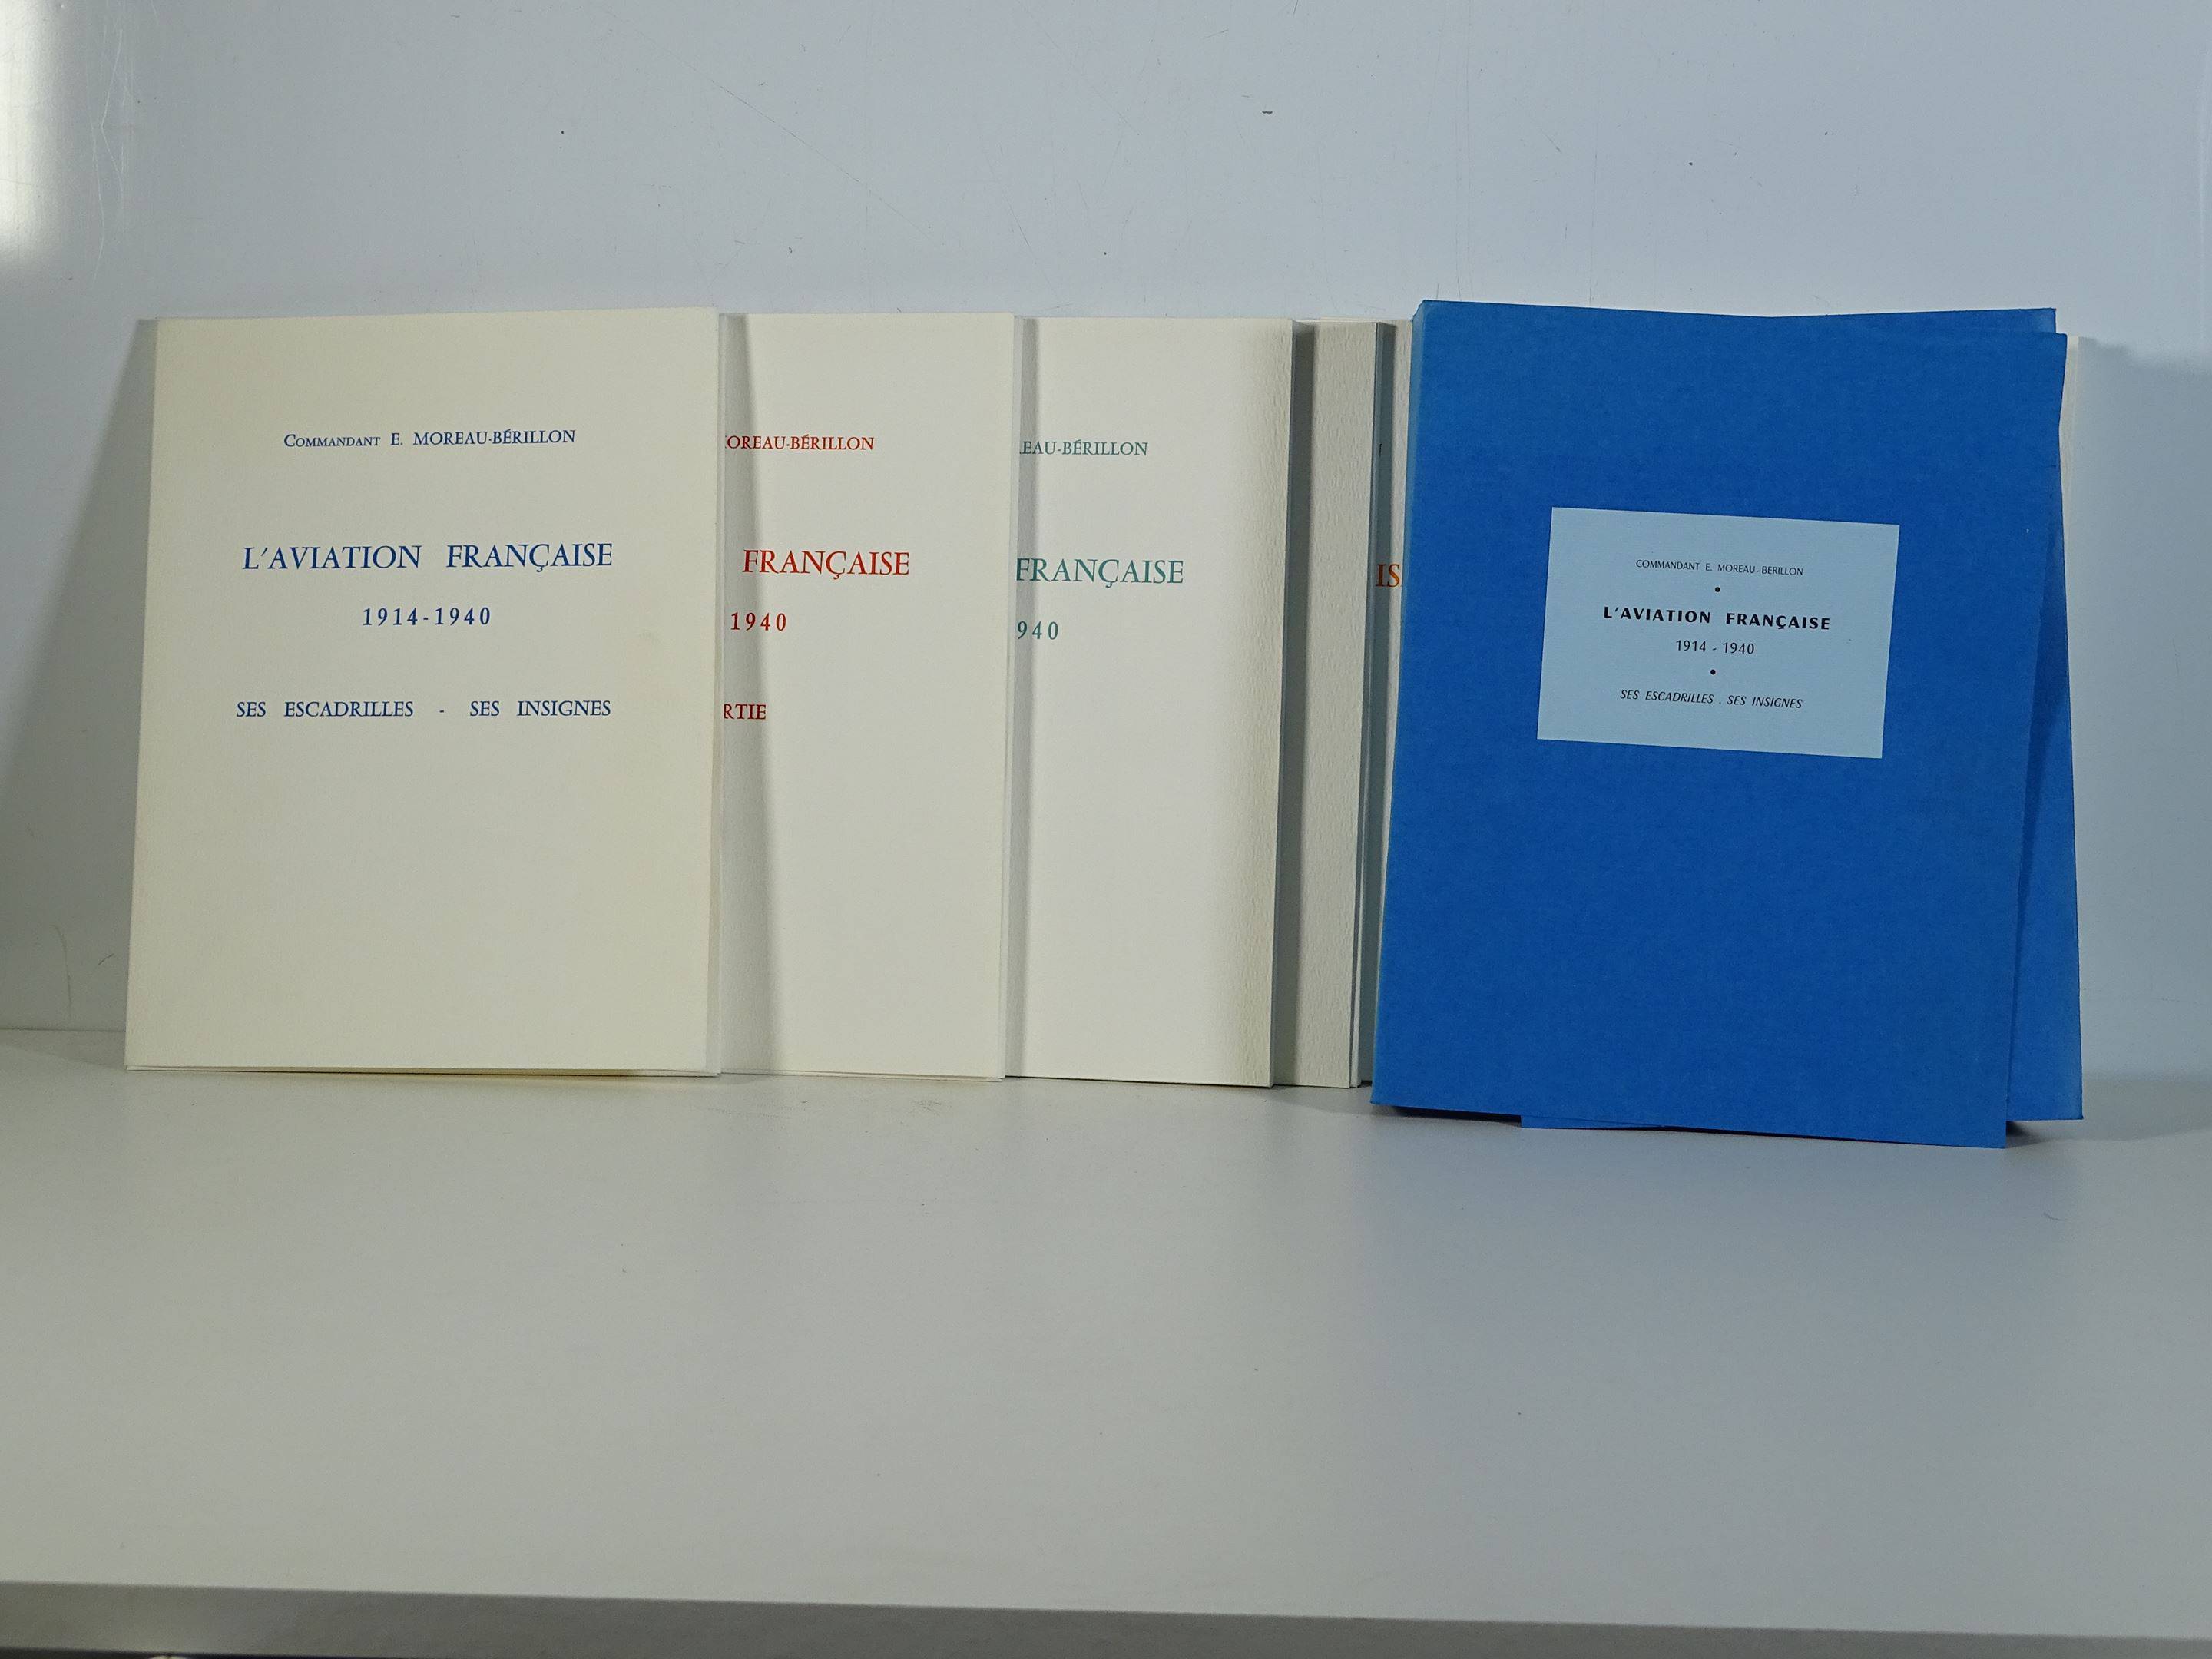 COMMANDANT E. MOREAU-BÉRILLON
L'AVIATION FRANÇAISE
1914-1940
SES ESCADRILLES - SES INSIGNES
OREAU-BÉRILLON
FRANÇAISE
1940
RTIE
EAU-BÉRILLON
FRANÇAISE
940
IS
COMMANDANT E. MOREAU-BERILLON
L'AVIATION FRANÇAISE
1914 - 1940
SES ESCADRILLES . SES INSIGNES